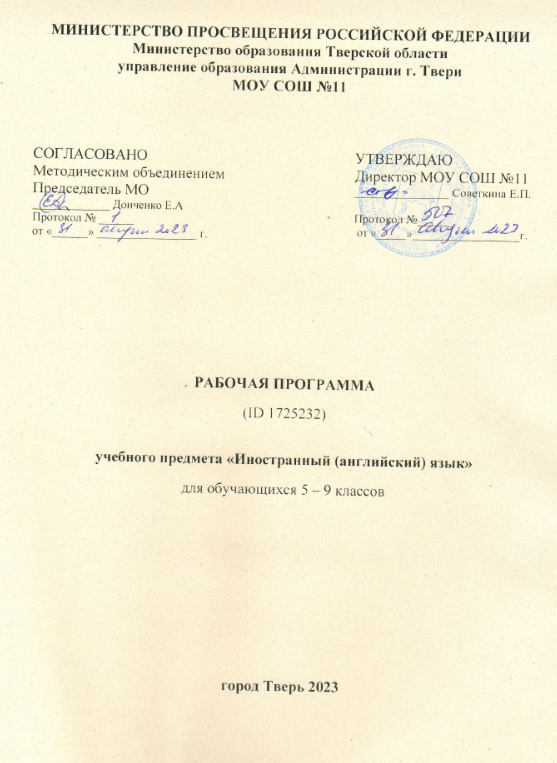 МИНИСТЕРСТВО ПРОСВЕЩЕНИЯ РОССИЙСКОЙ ФЕДЕРАЦИИ
Министерство образования Тверской области
управление образования Администрации г. Твери
МОУ СОШ №11
СОГЛАСОВАНО
Методическим объединением
Председатель МО
Донченко Е.А
Протокол № 1
от «31» августа 2023 г.
УТВЕРЖДАЮ
Директор МОУ СОШ №11
Советкина Е.П.
Протокол № 507
от «31» августа 2023 г.
РАБОЧАЯ ПРОГРАММА
(ID 1725232)
учебного предмета «Иностранный (английский) язык»
для обучающихся 5 – 9 классов
город Тверь 2023